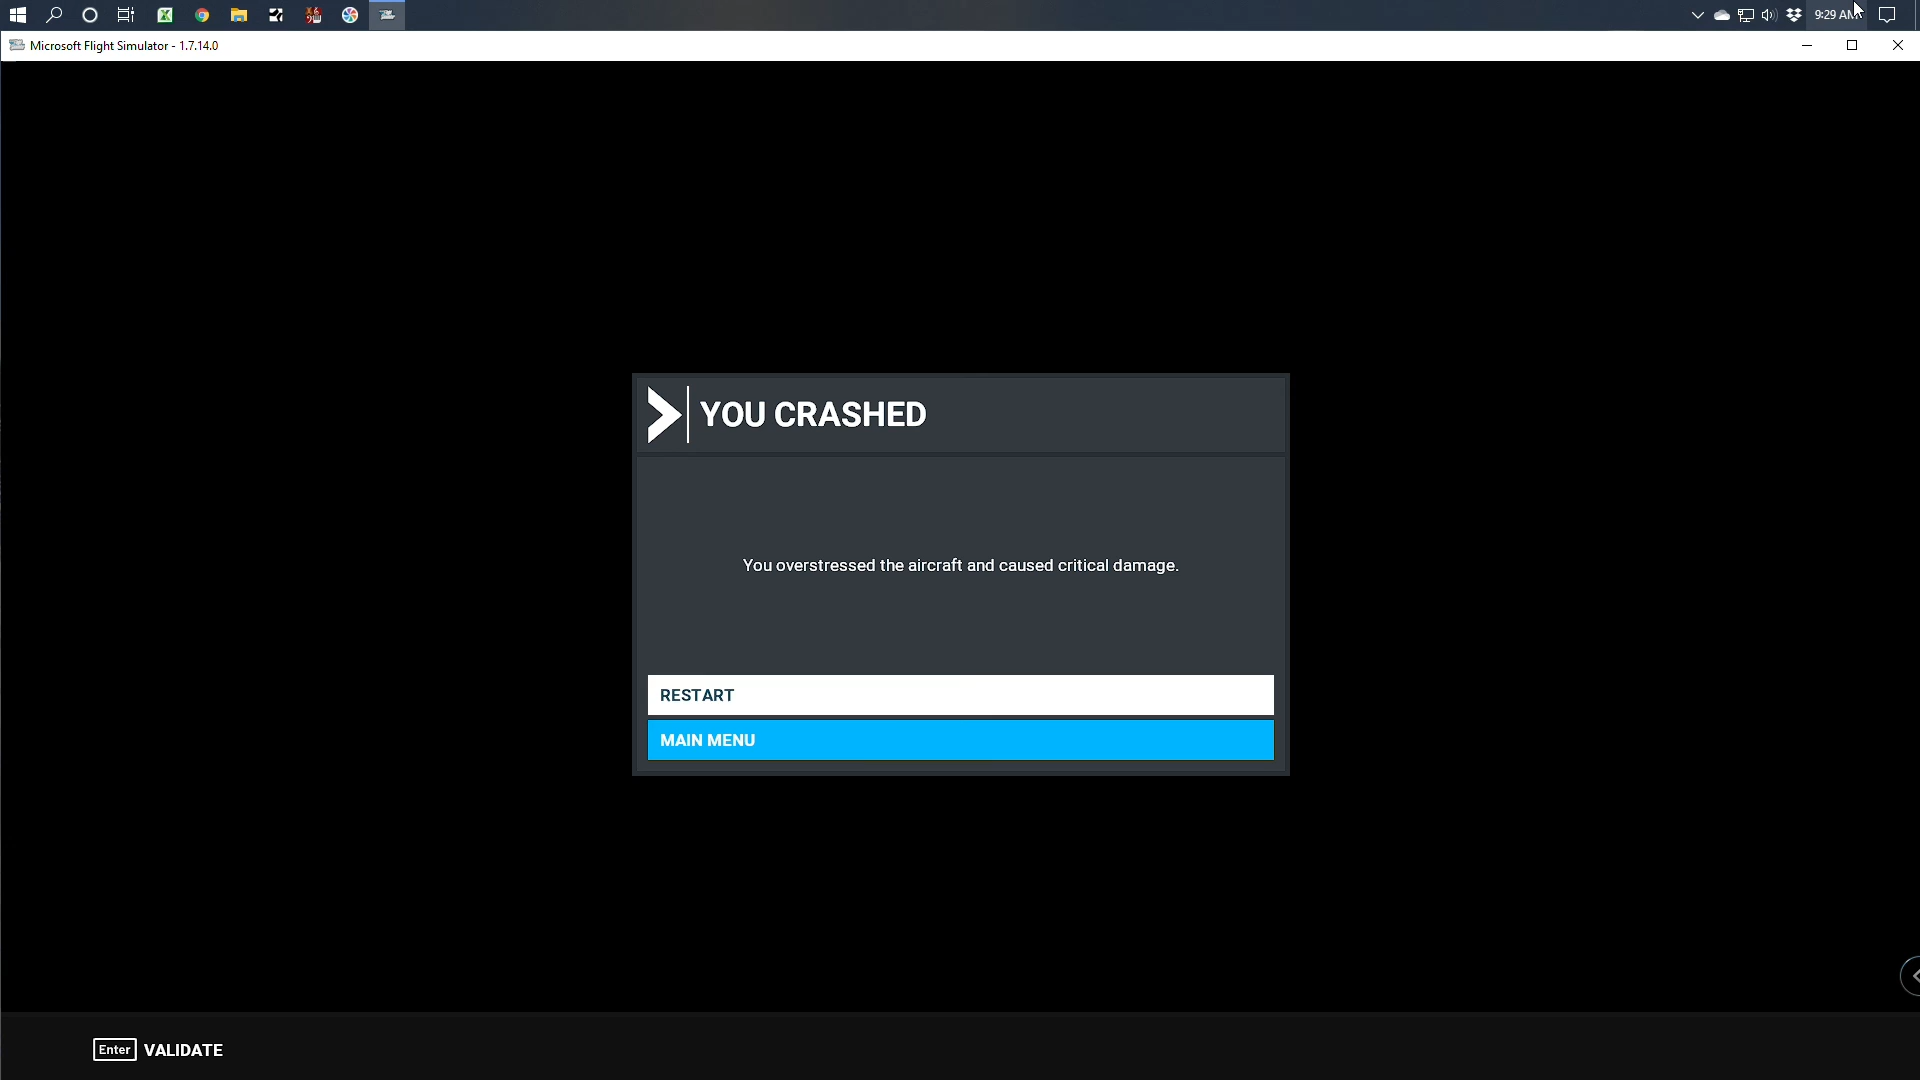 9:29 AM
Microsoft Flight Simulator - 1.7.14.0
YOU CRASHED
You overstressed the aircraft and caused critical damage.
RESTART
MAIN MENU
Enter VALIDATE